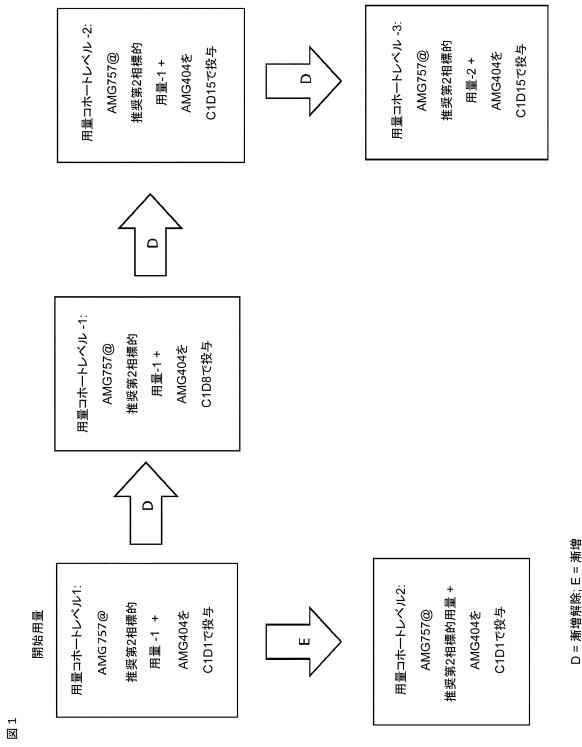 図 1
開始用量
用量コホートレベル1:
AMG757@
推奨第2相標的
用量 -1 +
AMG404を
C1D1で投与
D
用量コホートレベル -1:
AMG757@
推奨第2相標的
用量-1 +
AMG404を
C1D8で投与
D
用量コホートレベル -2:
AMG757@
推奨第2相標的
用量-1 +
AMG404を
C1D15で投与
E
D
用量コホートレベル2:
AMG757@
推奨第2相標的用量 +
AMG404を
C1D1で投与
用量コホートレベル -3:
AMG757@
推奨第2相標的
用量-2 +
AMG404を
C1D15で投与
D = 漸増解除; E = 漸増